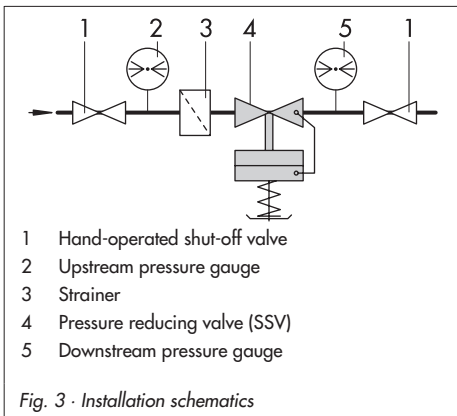 1 2 3 4 5 1
1 Hand-operated shut-off valve
2 Upstream pressure gauge
3 Strainer
4 Pressure reducing valve (SSV)
5 Downstream pressure gauge
Fig. 3 · Installation schematics